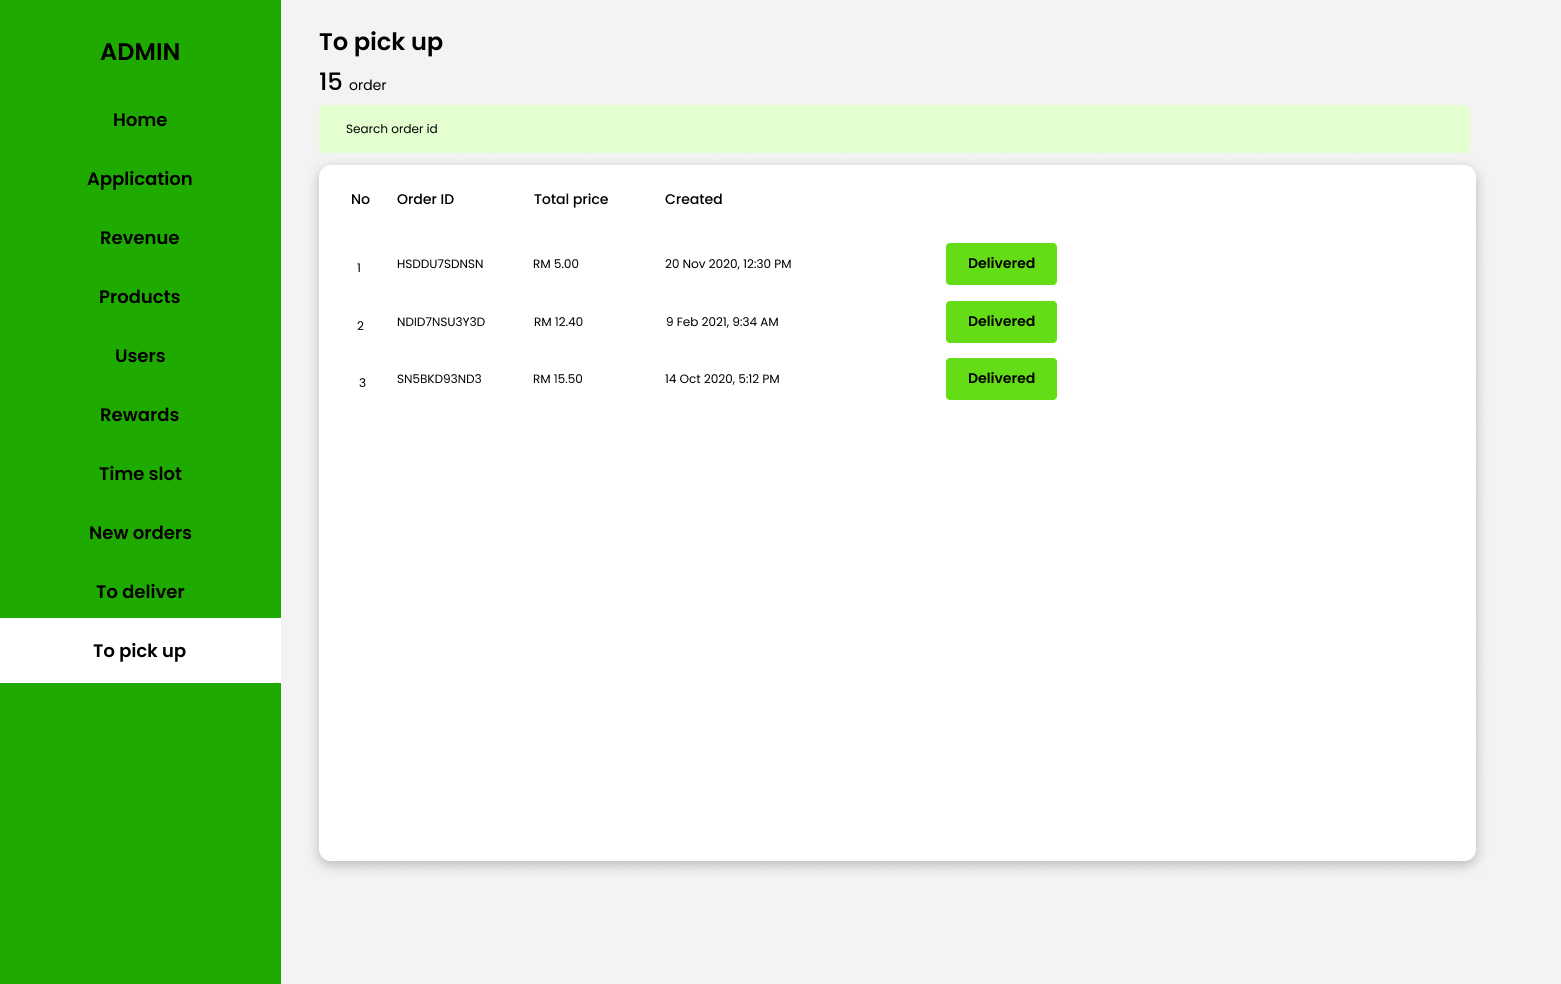 ADMIN
Home
Application
Revenue
Products
Users
Rewards
Time slot
New orders
To deliver
To pick up
To pick up
15 order
Search order id
No Order ID Total price Created
1 HSDDU7SDNSN RM 5.00 20 Nov 2020, 12:30 PM Delivered
2 NDID7NSU3Y3D RM 12.40 9 Feb 2021, 9:34 AM Delivered
3 SN5BKD93ND3 RM 15.50 14 Oct 2020, 5:12 PM Delivered